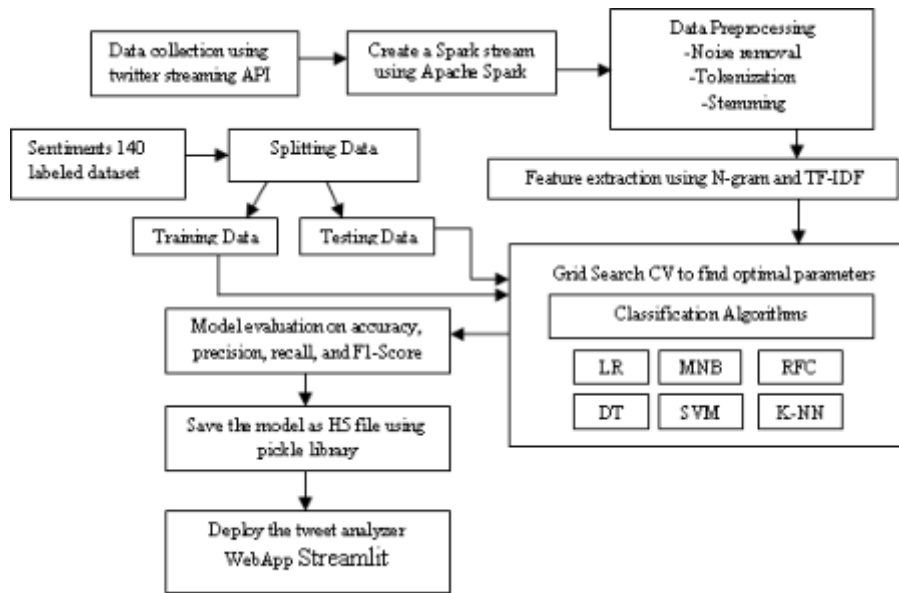 Data collection using
twitter streaming API
Create a Spark stream
using Apache Spark
Data Preprocessing
-Noise removal
-Tokenization
-Stemming
Sentiments 140
labeled dataset
Splitting Data
Feature extraction using N-gram and TF-IDF
Training Data
Testing Data
Grid Search CV to find optimal parameters
Classification Algorithms
LR
MNB
RFC
DT
SVM
K-NN
Model evaluation on accuracy,
precision, recall, and F1-Score
Save the model as H5 file using
pickle library
Deploy the tweet analyzer
WebApp Streamlit